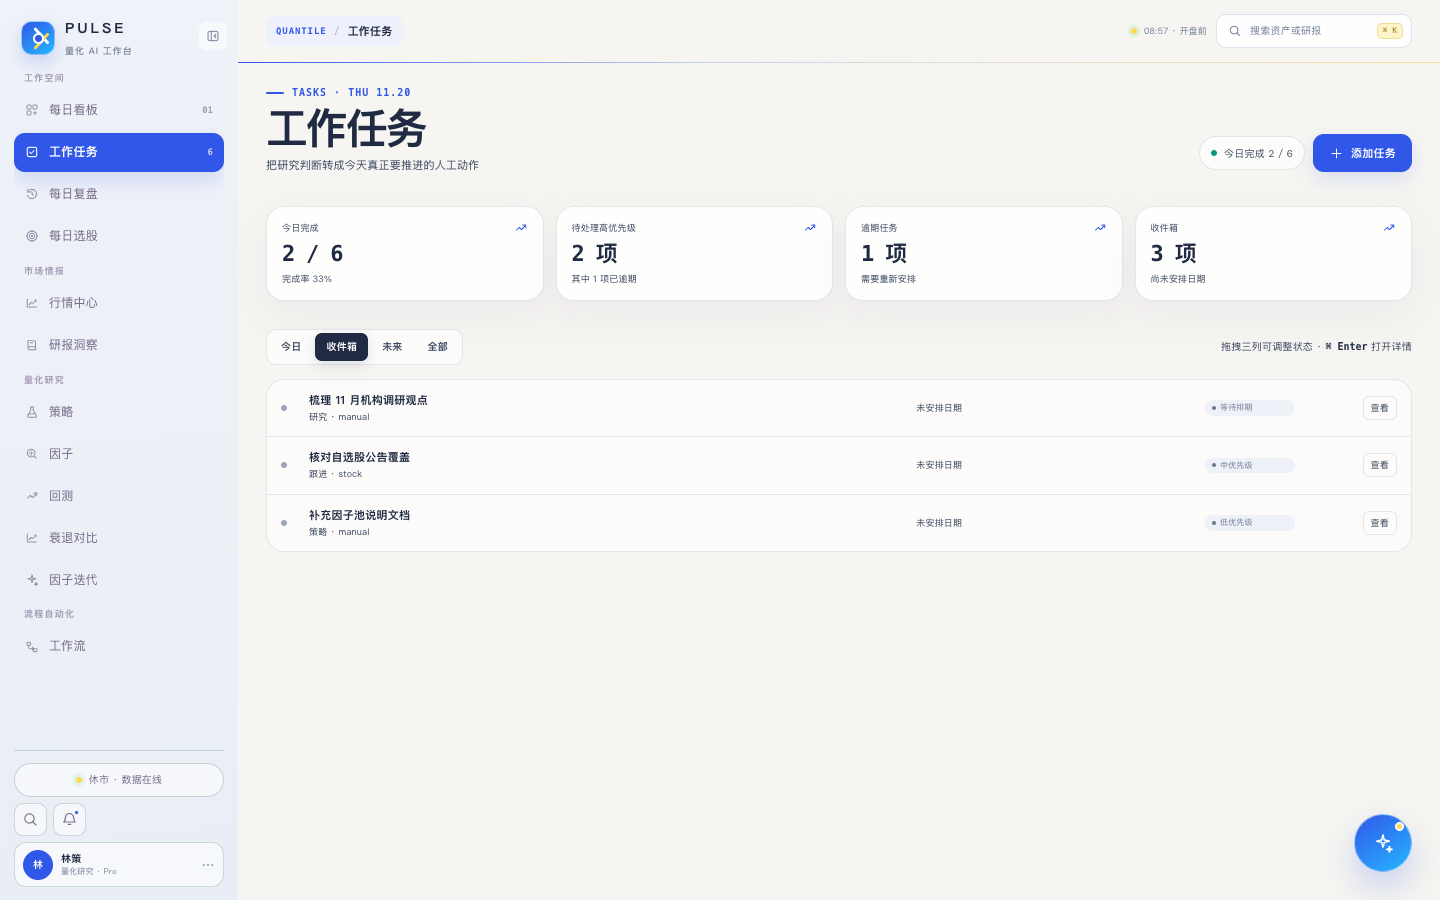 PULSE
量化 AI 工作台
工作空间
每日看板 01
工作任务 6
每日复盘
每日选股
市场情报
行情中心
研报洞察
量化研究
策略
因子
回测
衰退对比
因子迭代
流程自动化
工作流
休市 · 数据在线
林
林策
量化研究 · Pro
QUANTILE / 工作任务
08:57 · 开盘前
搜索资产或研报 ⌘ K
TASKS · THU 11.20
工作任务
把研究判断转成今天真正要推进的人工动作
今日完成 2 / 6
添加任务
今日完成
2 / 6
完成率 33%
待处理高优先级
2 项
其中 1 项已逾期
逾期任务
1 项
需要重新安排
收件箱
3 项
尚未安排日期
今日 收件箱 未来 全部
拖拽三列可调整状态 · ⌘ Enter 打开详情
梳理 11 月机构调研观点
研究 · manual
未安排日期
等待排期
查看
核对自选股公告覆盖
跟进 · stock
未安排日期
中优先级
查看
补充因子池说明文档
策略 · manual
未安排日期
低优先级
查看